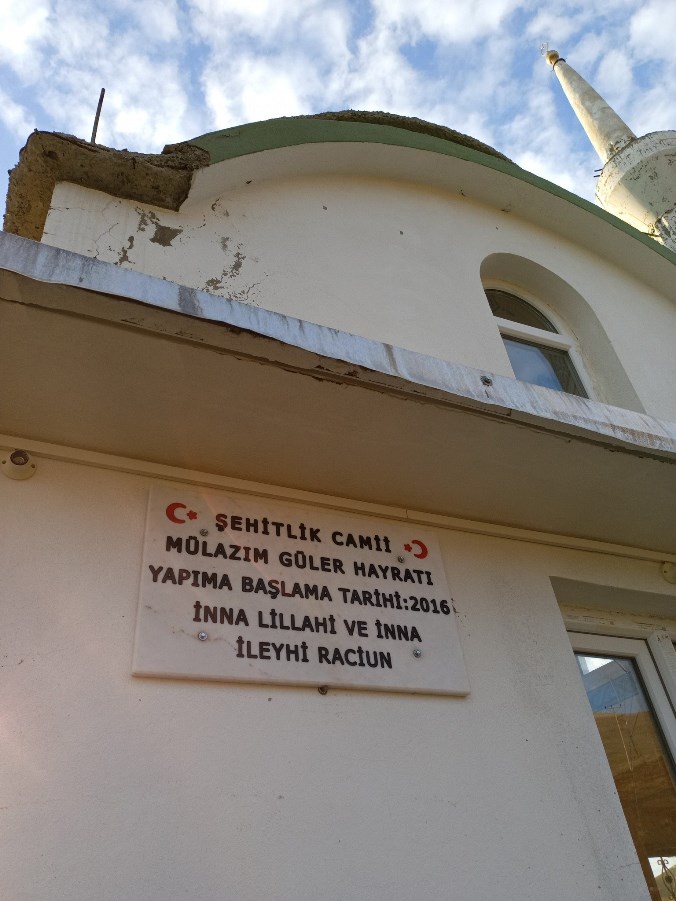 ŞEHİTLİK CAMİİ
MÜLAZIM GÜLER HAYRATI
YAPIMA BAŞLAMA TARİHİ:2016
İNNA LİLLAHİ VE İNNA
İLEYHİ RACİUN